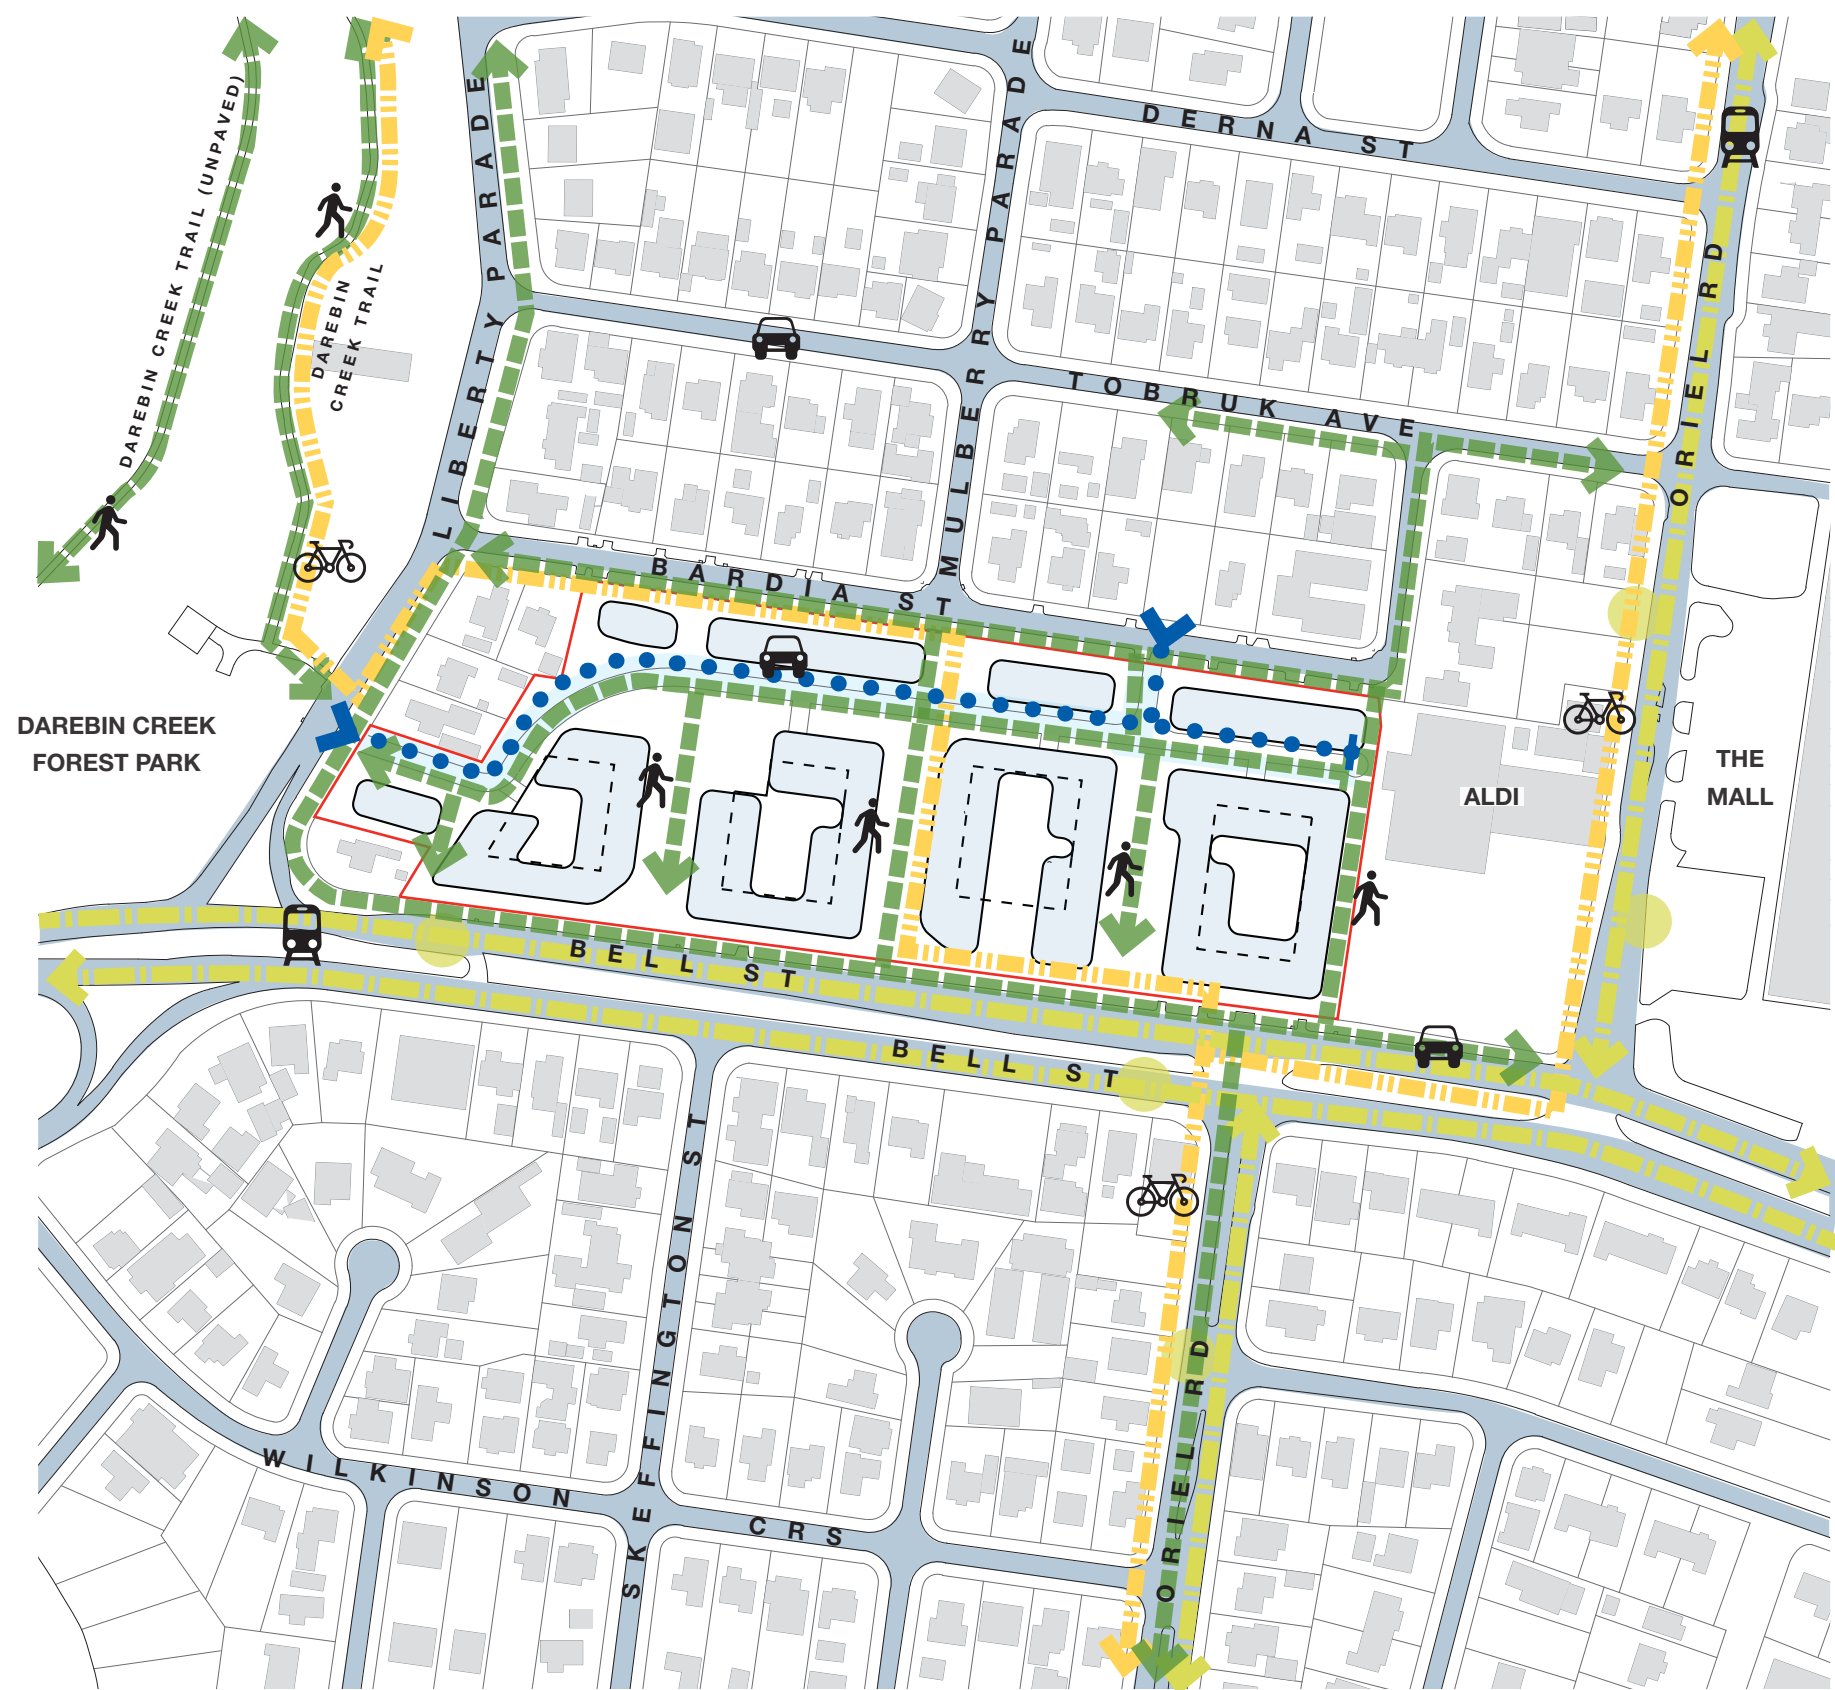 DERNA ST
LIBERTY PARADE
MULBERRY PARADE
DAREBIN CREEK TRAIL (UNPAVED)
DAREBIN
CREEK TRAIL
ORIEL RD
TOBRUK AVE
BARDIA ST
DAREBIN CREEK
FOREST PARK
THE
MALL
ALDI
BELL ST
BELL ST
SKEFFINGTON ST
ORIEL RD
WILKINSON CRS